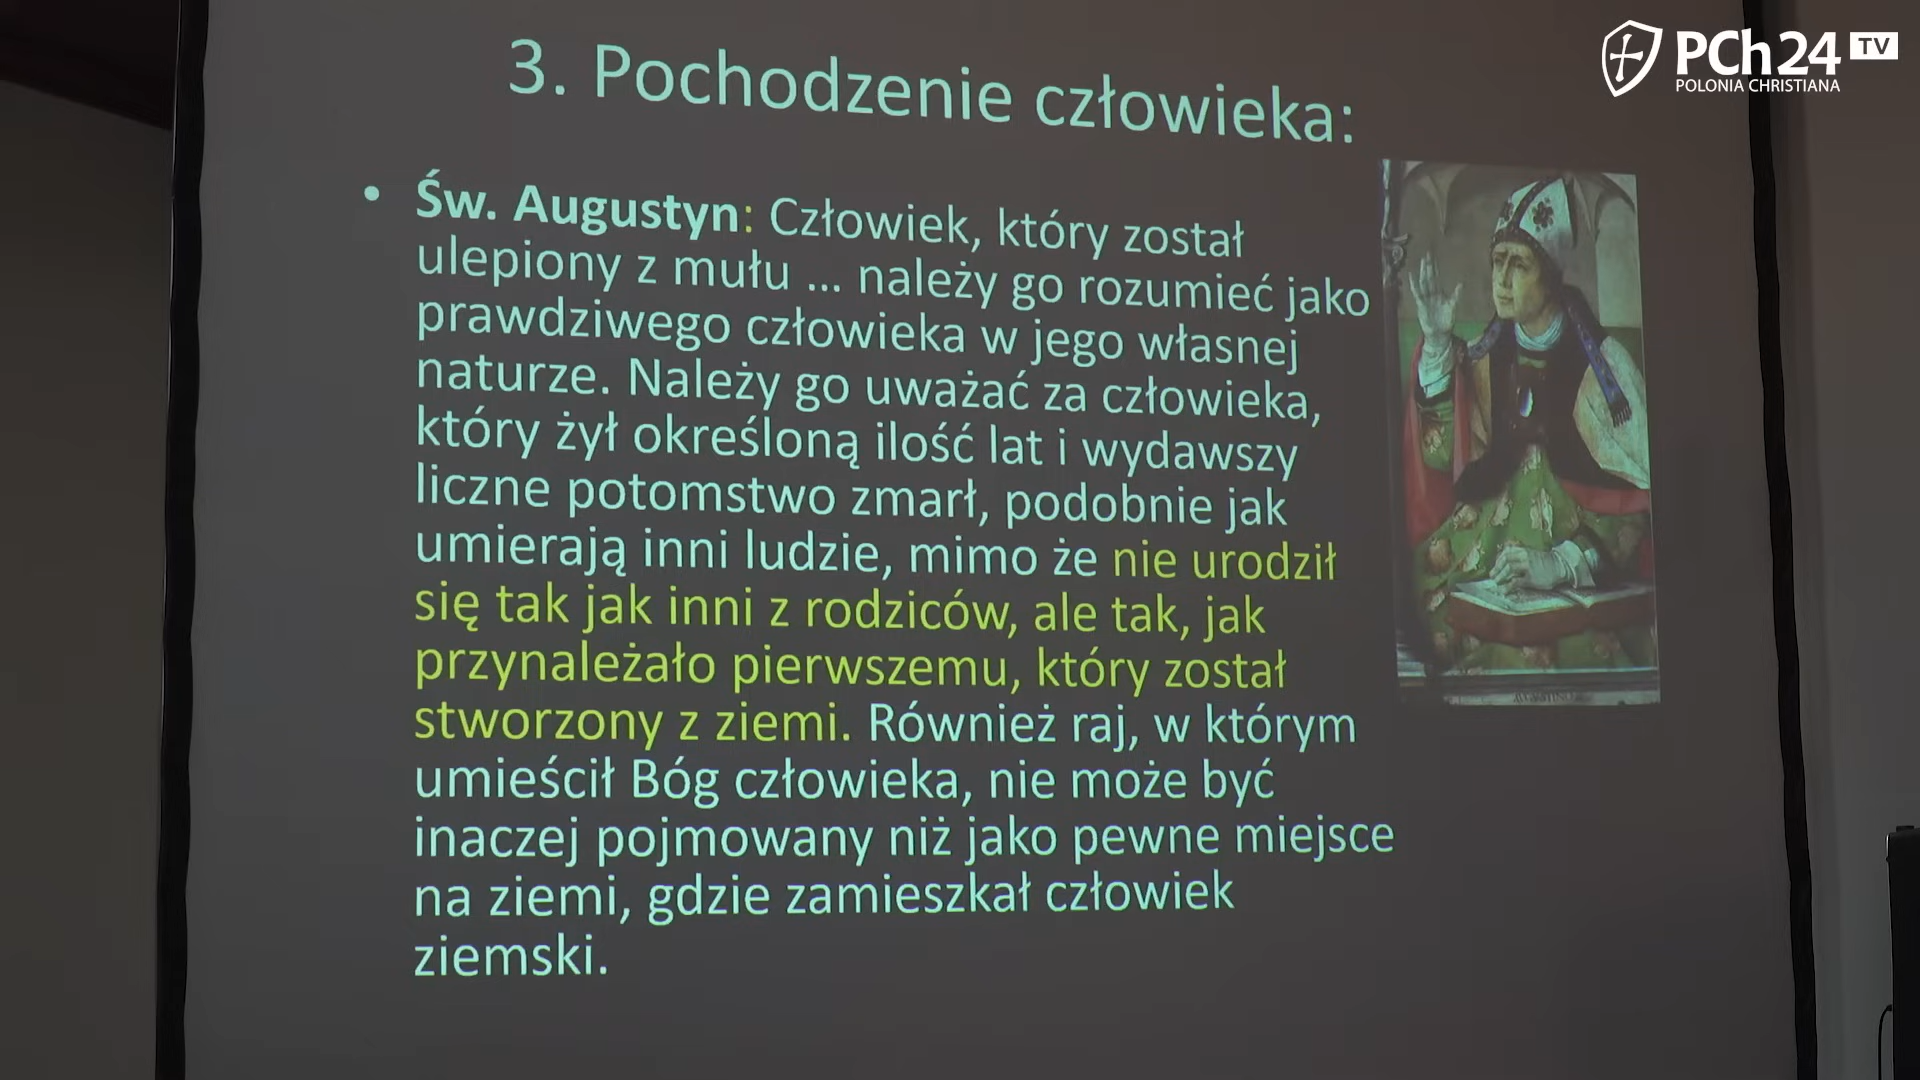 PCh24 TV
POLONIA CHRISTIANA
3. Pochodzenie człowieka:
• Św. Augustyn: Człowiek, który został
ulepiony z mułu ... należy go rozumieć jako
prawdziwego człowieka w jego własnej
naturze. Należy go uważać za człowieka,
który żył określoną ilość lat i wydawszy
liczne potomstwo zmarł, podobnie jak
umierają inni ludzie, mimo że nie urodził
się tak jak inni z rodziców, ale tak, jak
przynależało pierwszemu, który został
stworzony z ziemi. Również raj, w którym
umieścił Bóg człowieka, nie może być
inaczej pojmowany niż jako pewne miejsce
na ziemi, gdzie zamieszkał człowiek
ziemski.